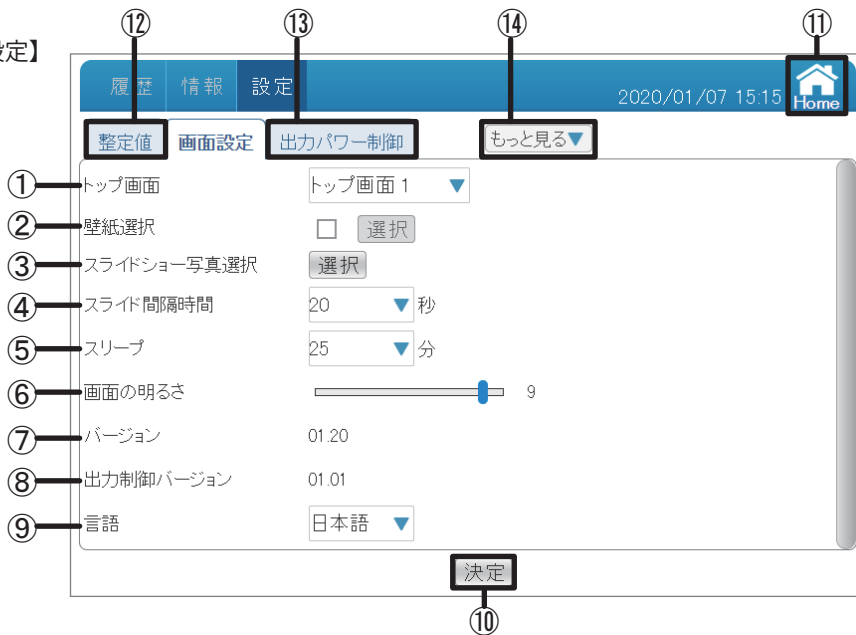 ⑫ ⑬ ⑭ ⑪
設定】
履歴 情報 設定 2020/01/07 15:15 Home
整定値 画面設定 出力パワー制御 もっと見る▼
① トップ画面 トップ画面 1 ▼
② 壁紙選択 選択
③ スライドショー写真選択 選択
④ スライド間隔時間 20 ▼ 秒
⑤ スリープ 25 ▼ 分
⑥ 画面の明るさ 9
⑦ バージョン 01.20
⑧ 出力制御バージョン 01.01
⑨ 言語 日本語 ▼
決定
⑩